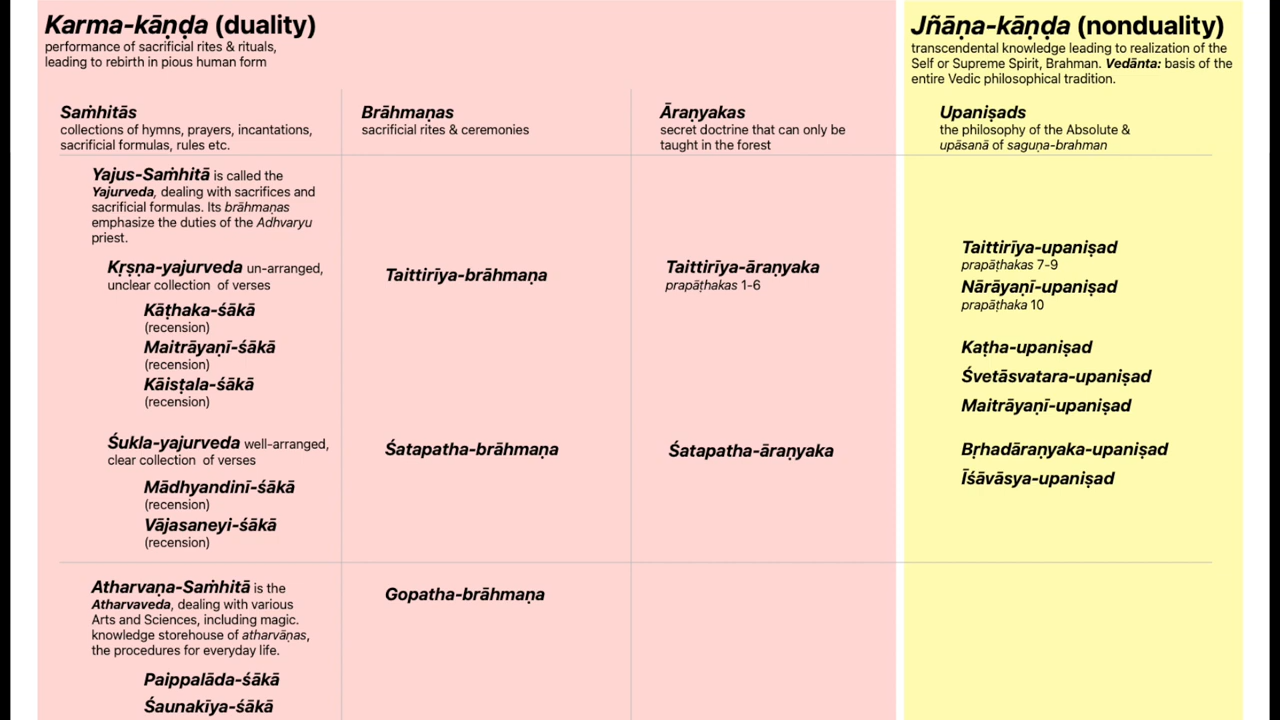 Karma-kāṇḍa (duality)
performance of sacrificial rites & rituals,
leading to rebirth in pious human form
Jñāṇa-kāṇḍa (nonduality)
transcendental knowledge leading to realization of the
Self or Supreme Spirit, Brahman. Vedānta: basis of the
entire Vedic philosophical tradition.
Saṁhitās
collections of hymns, prayers, incantations,
sacrificial formulas, rules etc.
Brāhmaṇas
sacrificial rites & ceremonies
Āraṇyakas
secret doctrine that can only be
taught in the forest
Upaniṣads
the philosophy of the Absolute &
upāsanā of saguṇa-brahman
Yajus-Saṁhitā is called the
Yajurveda, dealing with sacrifices and
sacrificial formulas. Its brāhmaṇas
emphasize the duties of the Adhvaryu
priest.
Kṛṣṇa-yajurveda un-arranged,
unclear collection of verses
Taittirīya-brāhmaṇa
Taittirīya-āraṇyaka
prapāṭhakas 1-6
Taittirīya-upaniṣad
prapāṭhakas 7-9
Nārāyaṇī-upaniṣad
prapāṭhaka 10
Kāṭhaka-śākā
(recension)
Maitrāyaṇī-śākā
(recension)
Kāiṣṭala-śākā
(recension)
Kaṭha-upaniṣad
Śvetāsvatara-upaniṣad
Maitrāyaṇī-upaniṣad
Śukla-yajurveda well-arranged,
clear collection of verses
Śatapatha-brāhmaṇa
Śatapatha-āraṇyaka
Bṛhadāraṇyaka-upaniṣad
Īśāvāsya-upaniṣad
Mādhyandinī-śākā
(recension)
Vājasaneyi-śākā
(recension)
Atharvaṇa-Saṁhitā is the
Atharvaveda, dealing with various
Arts and Sciences, including magic.
knowledge storehouse of atharvāṇas,
the procedures for everyday life.
Gopatha-brāhmaṇa
Paippalāda-śākā
Śaunakīya-śākā